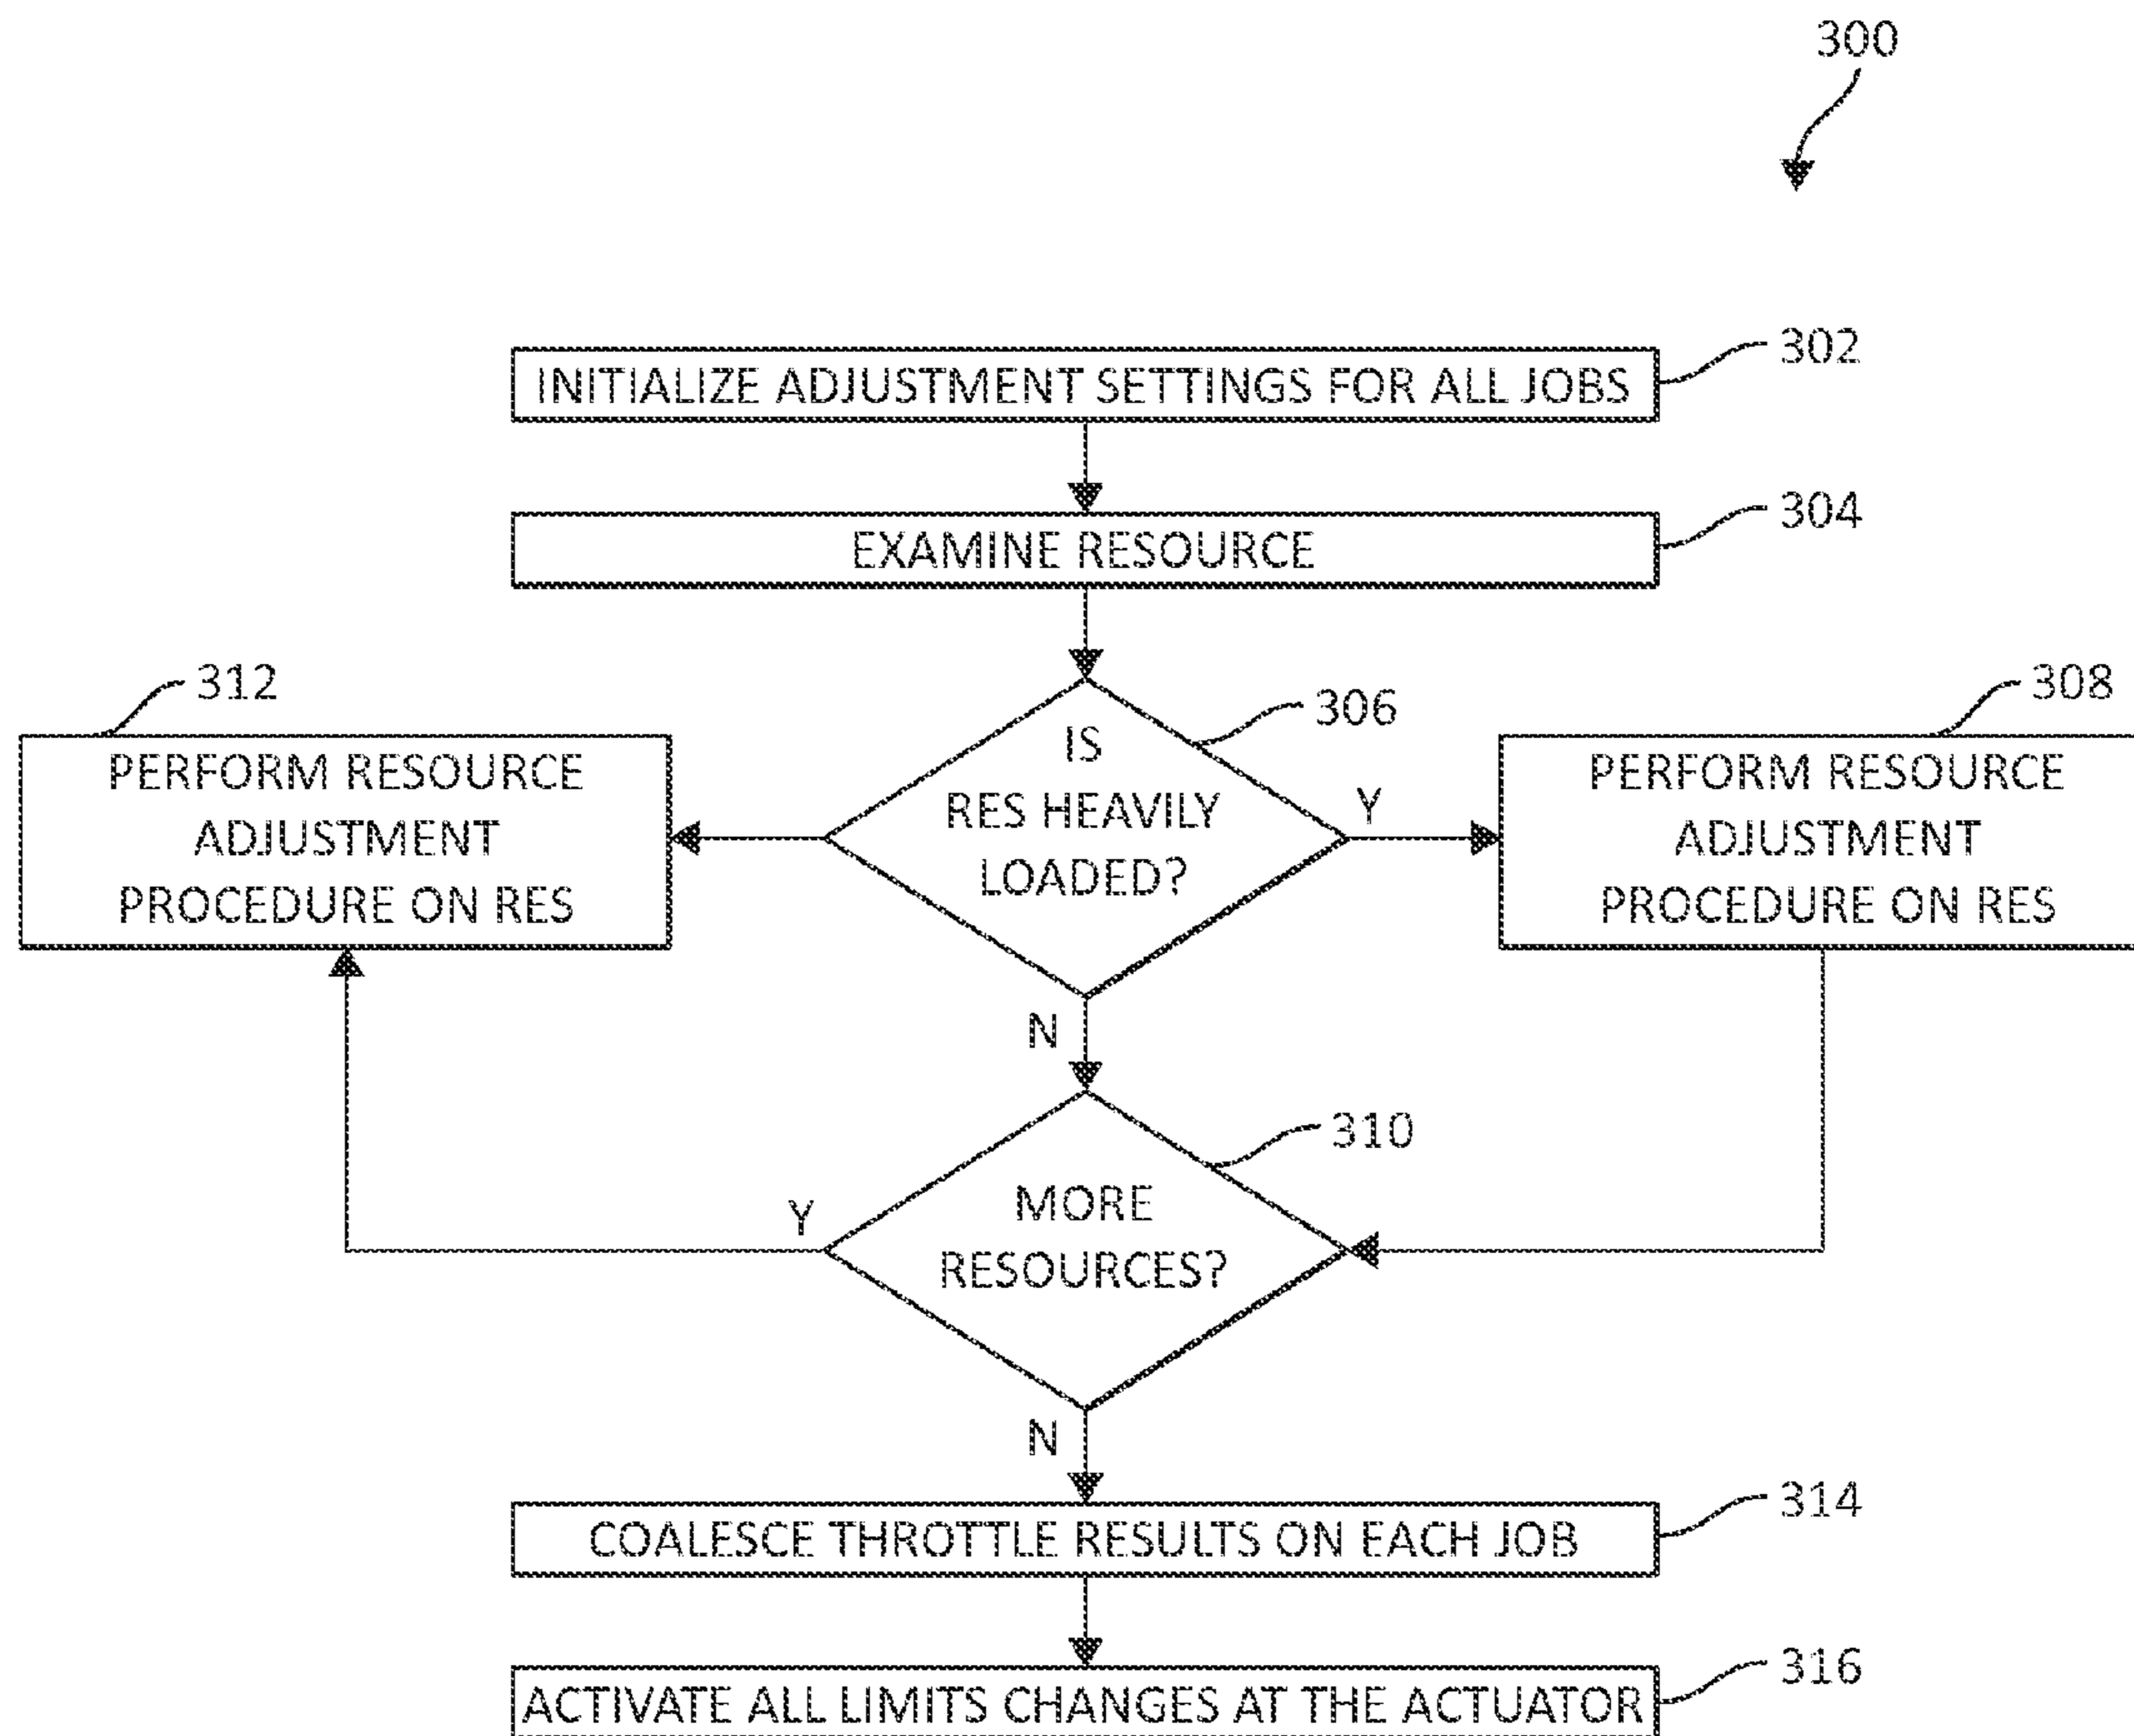 300
INITIALIZE ADJUSTMENT SETTINGS FOR ALL JOBS
302
EXAMINE RESOURCE
304
312
PERFORM RESOURCE
ADJUSTMENT
PROCEDURE ON RES
306
IS
RES HEAVILY
LOADED?
Y
N
308
PERFORM RESOURCE
ADJUSTMENT
PROCEDURE ON RES
310
MORE
RESOURCES?
Y
N
COALESCE THROTTLE RESULTS ON EACH JOB
314
ACTIVATE ALL LIMITS CHANGES AT THE ACTUATOR
316